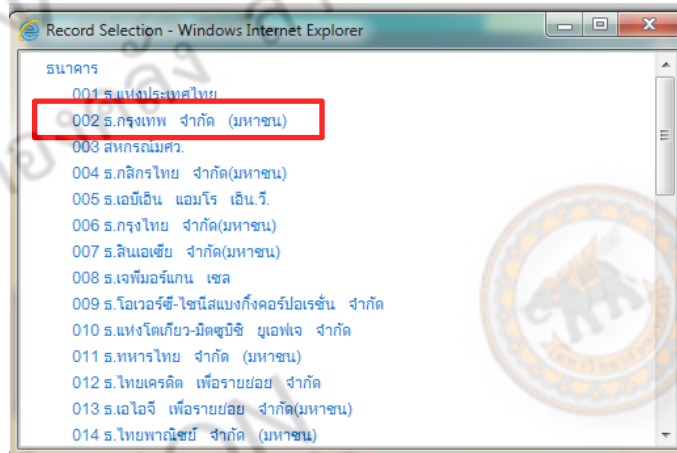 Record Selection - Windows Internet Explorer
ธนาคาร
001 ธ.แห่งประเทศไทย
002 ธ.กรุงเทพ จำกัด (มหาชน)
003 สหกรณ์มศว.
004 ธ.กสิกรไทย จำกัด(มหาชน)
005 ธ.เอบีเอ็น แอมโร เอ็น.วี.
006 ธ.กรุงไทย จำกัด(มหาชน)
007 ธ.สินเอเซีย จำกัด(มหาชน)
008 ธ.เจพีมอร์แกน เชส
009 ธ.โอเวอร์ซี-ไชนีสแบงกิ้งคอร์ปอเรชั่น จำกัด
010 ธ.แห่งโตเกียว-มิตซูบิชิ ยูเอฟเจ จำกัด
011 ธ.ทหารไทย จำกัด (มหาชน)
012 ธ.ไทยเครดิต เพื่อรายย่อย จำกัด
013 ธ.เอไอจี เพื่อรายย่อย จำกัด(มหาชน)
014 ธ.ไทยพาณิชย์ จำกัด (มหาชน)